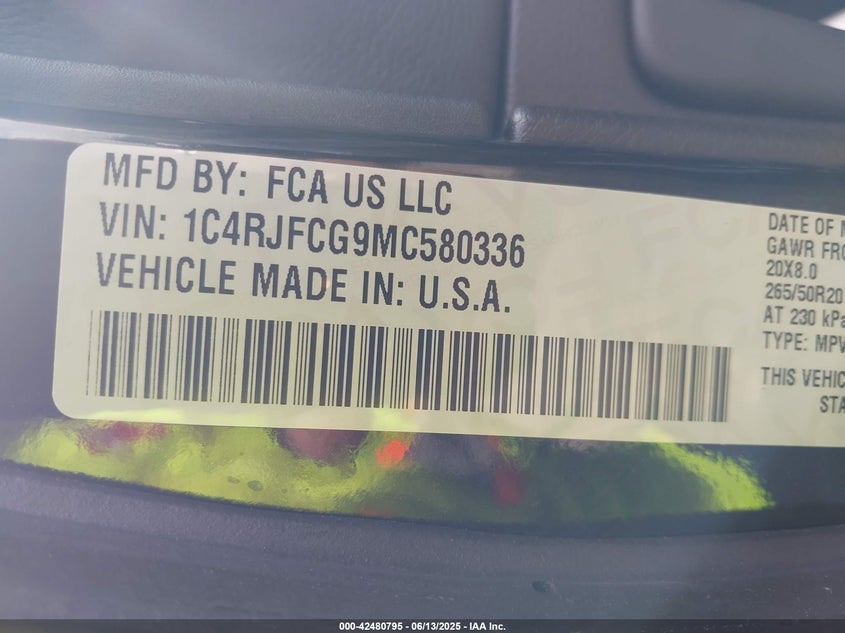 MFD BY: FCA US LLC
VIN: 1C4RJFCG9MC580336
VEHICLE MADE IN: U.S.A.
DATE OF M
GAWR FRO
20X8.0
265/50R20
AT 230 kPa
TYPE: MPV
THIS VEHIC
STA
000-42480795 - 06/13/2025 - IAA Inc.